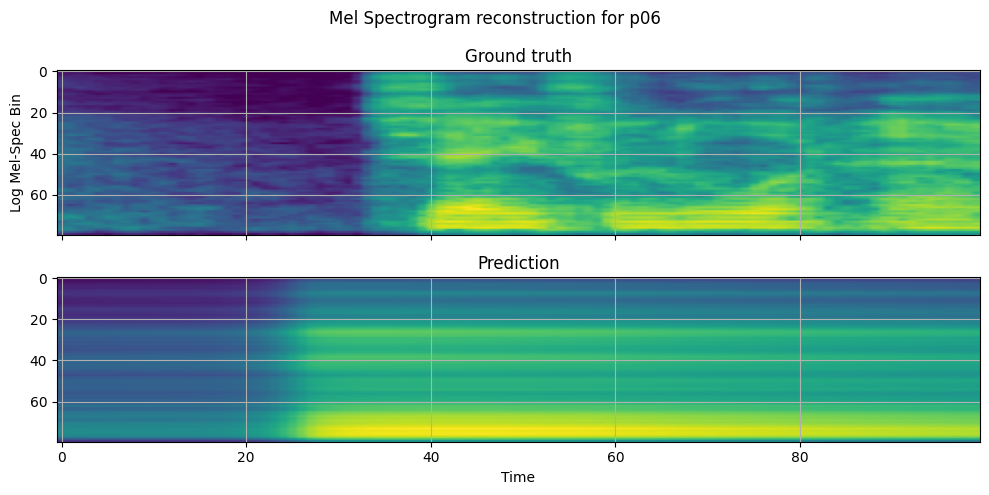 Mel Spectrogram reconstruction for p06
Ground truth
Log Mel-Spec Bin
0
20
40
60
Prediction
0
20
40
60
0 20 40 60 80
Time